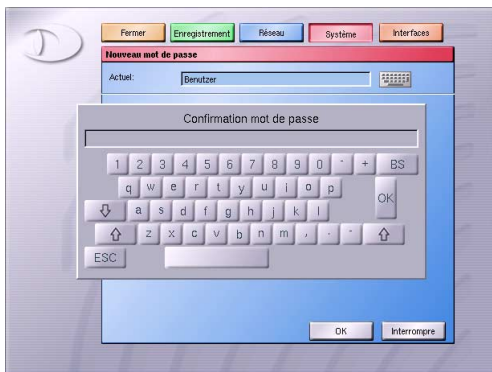 Fermer Enregistrement Réseau Système Interfaces
Nouveau mot de passe
Actuel: Benutzer
Confirmation mot de passe
1 2 3 4 5 6 7 8 9 0 + BS
q w e r t y u i o p
OK
a s d f g h j k l
z x c v b n m , . -
ESC
OK Interrompre